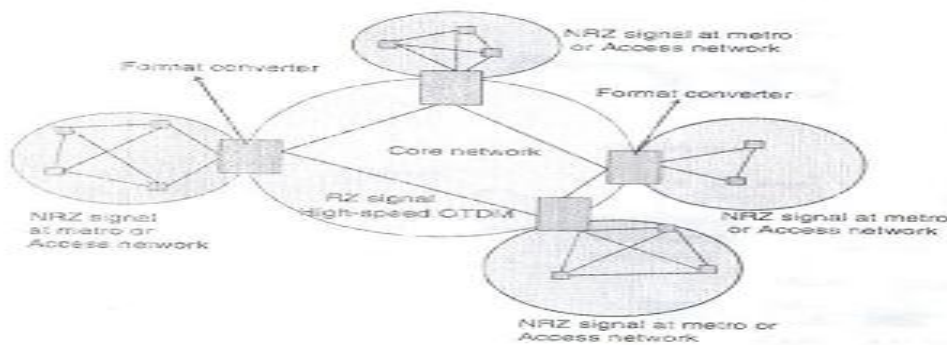 NRZ signal at metro
or Access network
Format converter
Format converter
Core network
RZ signal
High-speed OTDM
NRZ signal
at metro or
Access network
NRZ signal at metro
or Access network
NRZ signal at metro or
Access network